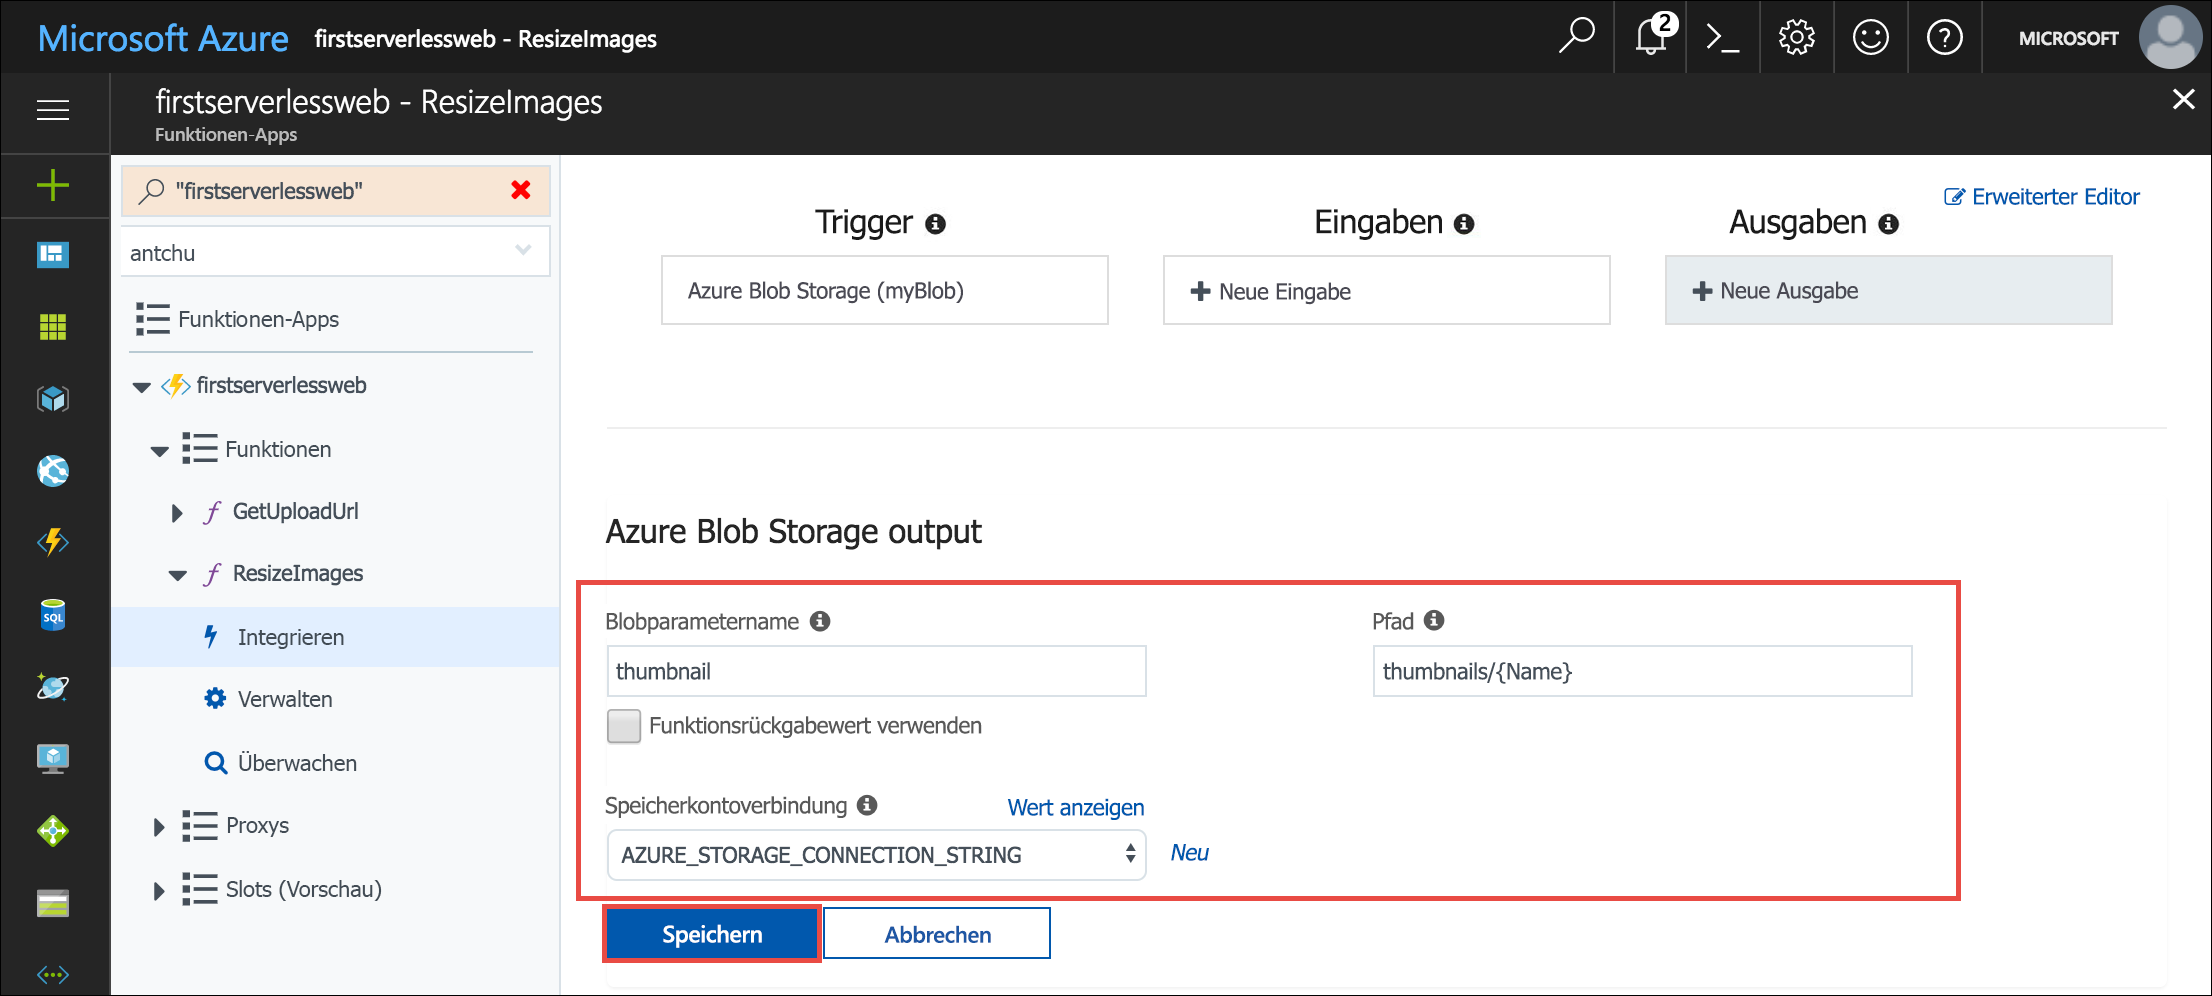 Microsoft Azure firstserverlessweb - ResizeImages
2
MICROSOFT
firstserverlessweb - ResizeImages
Funktionen-Apps
"firstserverlessweb"
antchu
Funktionen-Apps
firstserverlessweb
Funktionen
GetUploadUrl
ResizeImages
Integrieren
Verwalten
Überwachen
Proxys
Slots (Vorschau)
SQL
Erweiterter Editor
Trigger
Eingaben
Ausgaben
Azure Blob Storage (myBlob)
Neue Eingabe
Neue Ausgabe
Azure Blob Storage output
Blobparametername
Pfad
thumbnail
thumbnails/{Name}
Funktionsrückgabewert verwenden
Speicherkontoverbindung
Wert anzeigen
AZURE_STORAGE_CONNECTION_STRING
Neu
Speichern
Abbrechen